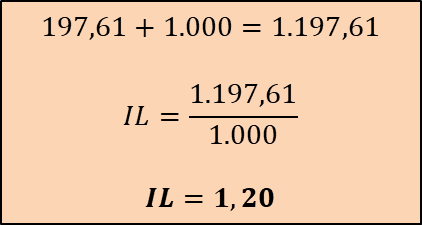 197,61 + 1.000 = 1.197,61
IL = 1.197,61 / 1.000
IL = 1, 20